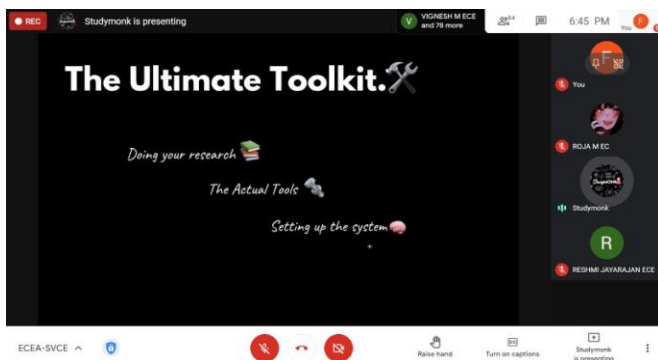 REC
Studymonk is presenting
V
VIGNESH M ECE
and 78 more
84
6:45 PM
You
F
The Ultimate Toolkit.
Doing your research
The Actual Tools
Setting up the system
F
You
ROJA M EC
Studymonk
R
RESHMI JAYARAJAN ECE
ECEA-SVCE
Raise hand
Turn on captions
Studymonk
is presenting